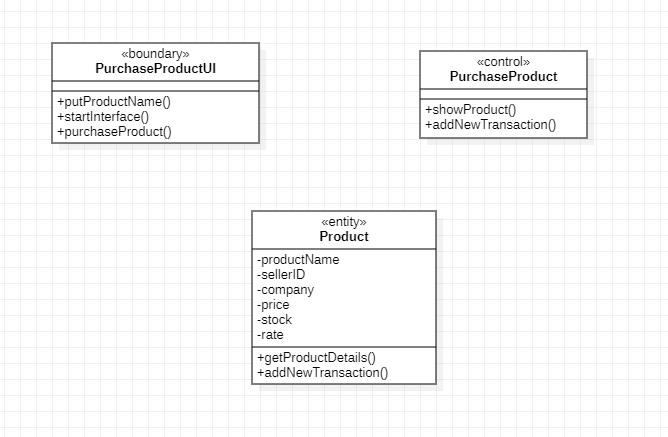 «boundary»
PurchaseProductUI
+putProductName()
+startInterface()
+purchaseProduct()
«control»
PurchaseProduct
+showProduct()
+addNewTransaction()
«entity»
Product
-productName
-sellerID
-company
-price
-stock
-rate
+getProductDetails()
+addNewTransaction()